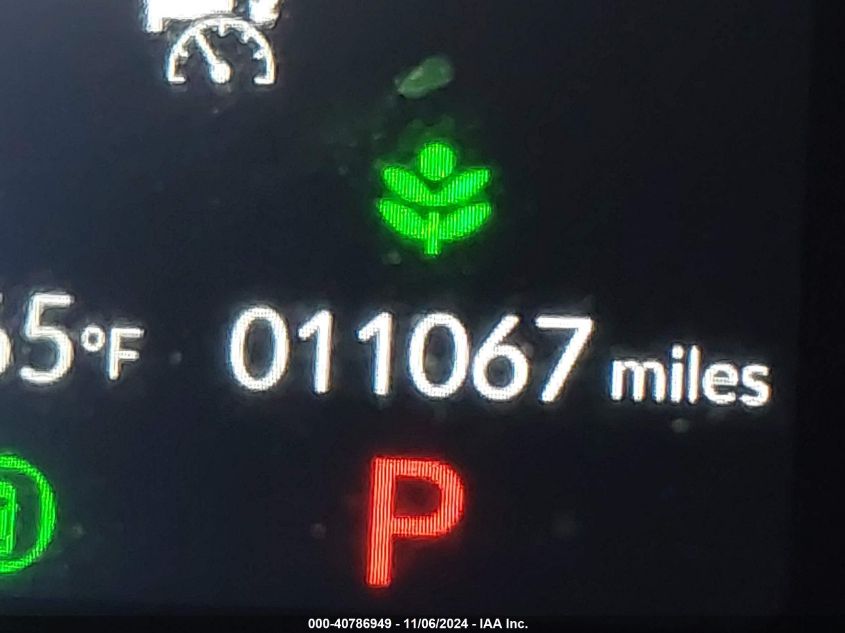 5°F 011067 miles
P
000-40786949 - 11/06/2024 - IAA Inc.